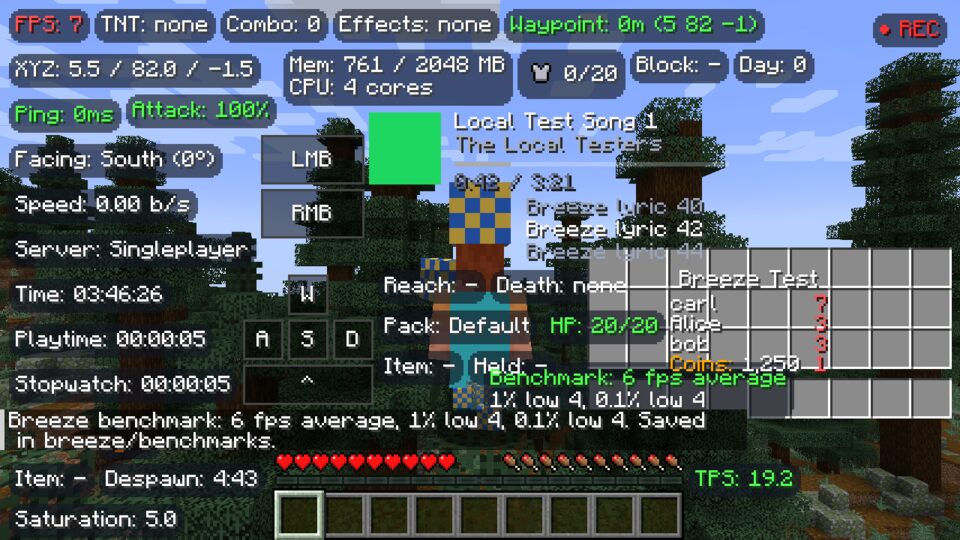 FPS: 7 TNT: none Combo: 0 Effects: none Waypoint: 0m (5 82 -1) REC
XYZ: 5.5 / 82.0 / -1.5 Mem: 761 / 2048 MB 0/20 Block: - Day: 0
CPU: 4 cores
Ping: 0ms Attack: 100%
Local Test Song 1
The Local Testers
Facing: South (0°) LMB
0:42 / 3:21
Speed: 0.00 b/s RMB
Breeze lyric 40
Breeze lyric 42
Breeze lyric 44
Server: Singleplayer
Breeze Test
Time: 03:46:26 W Reach: - Death: none
carl 7
Alice 3
bob 3
Coins: 1,250 1
Playtime: 00:00:05 A S D Pack: Default HP: 20/20
Item: - Held: -
Stopwatch: 00:00:05 ^
Benchmark: 6 fps average
1% low 4, 0.1% low 4
Breeze benchmark: 6 fps average, 1% low 4, 0.1% low 4. Saved
in breeze/benchmarks.
Item: - Despawn: 4:43 TPS: 19.2
Saturation: 5.0